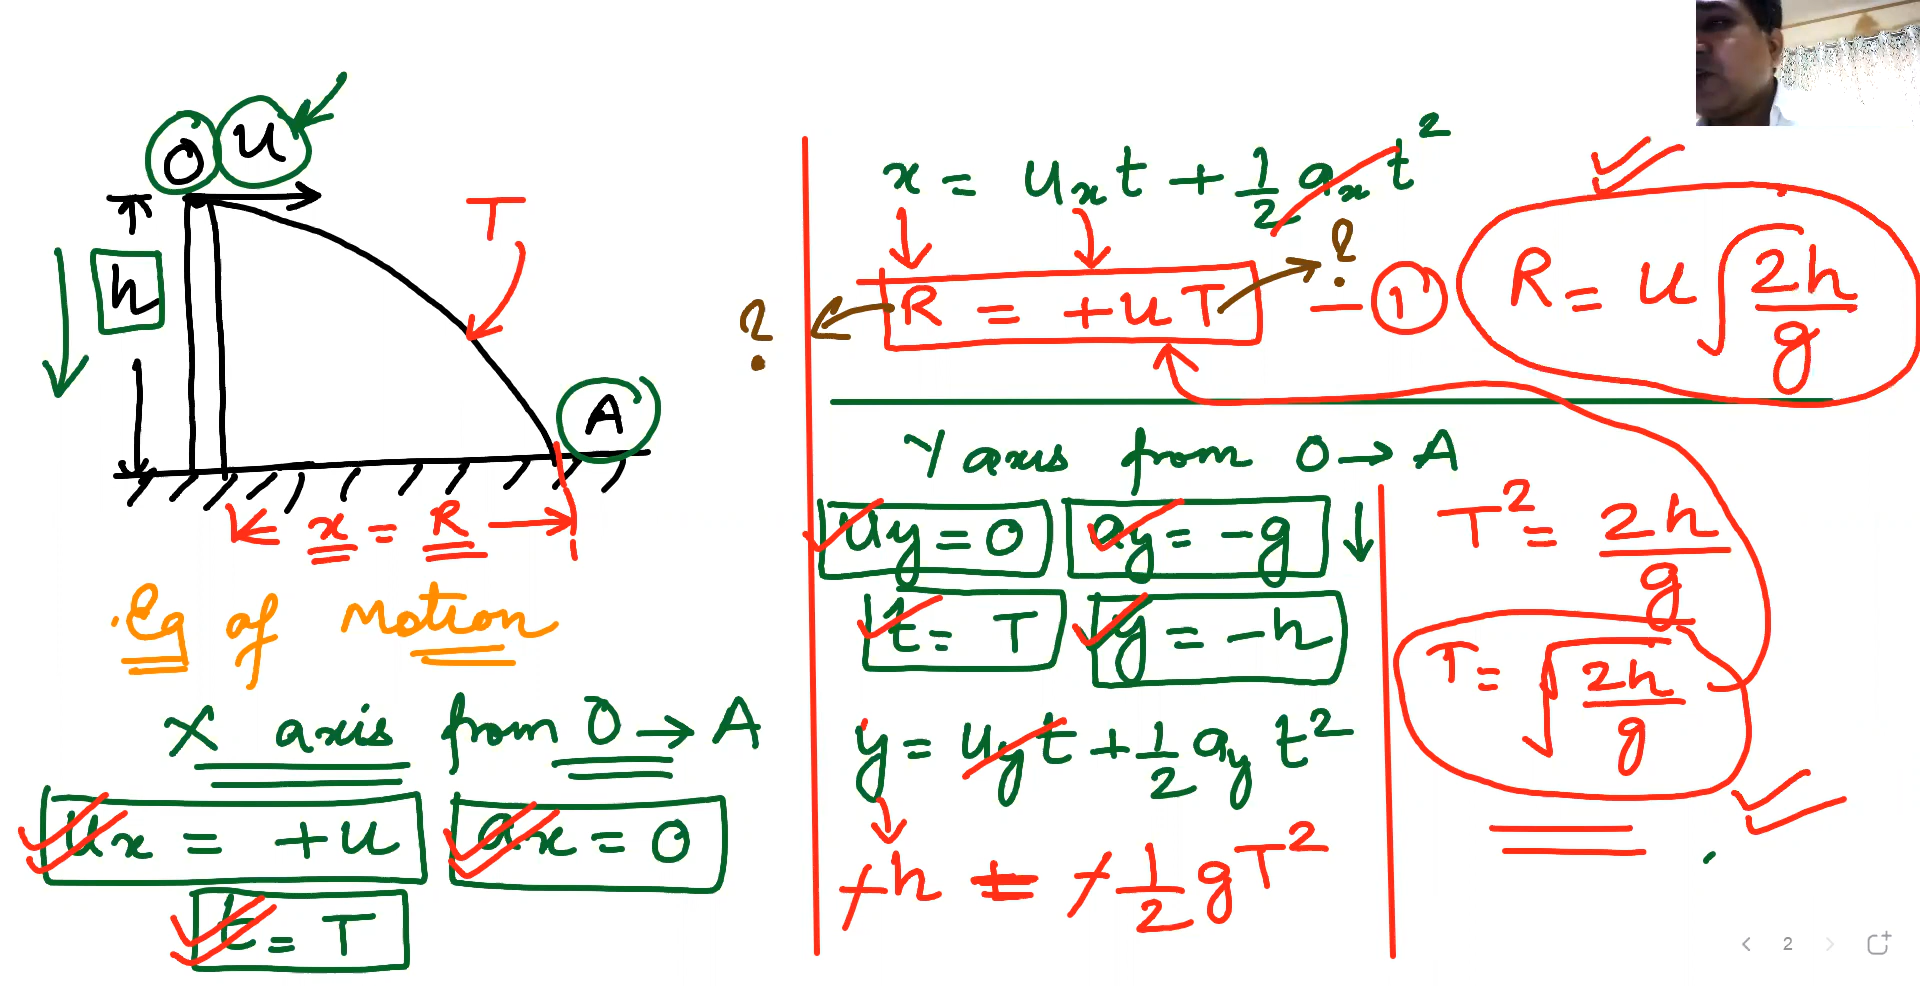 O u
h
T
A
x = R
Eq of Motion
X axis from O → A
ux = +u
ax = 0
t = T
x = uxt + 1/2 axt²
? R = +uT ? — ①
Y axis from O → A
uy = 0
ay = -g ↓
t = T
y = -h
y = uyt + 1/2 ay t²
-h = -1/2 gT²
R = u√(2h/g)
T² = 2h/g
T = √(2h/g)
2